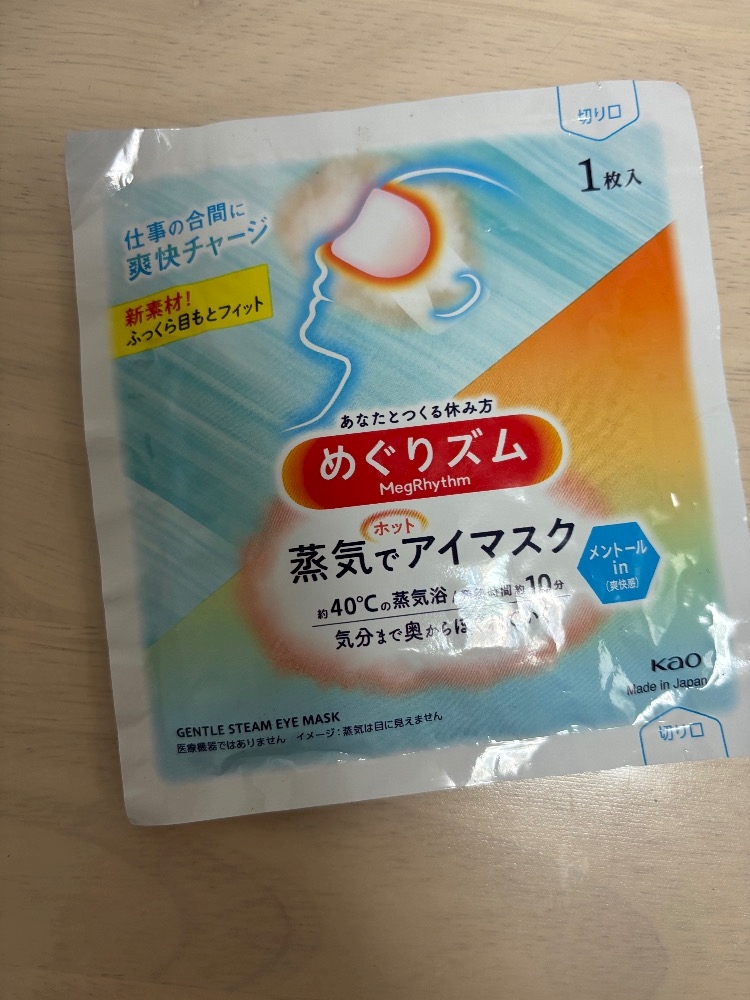 切り口
1枚入
仕事の合間に
爽快チャージ
新素材!
ふっくら目もとフィット
あなたとつくる休み方
めぐりズム
MegRhythm
ホット
蒸気でアイマスク
メントール
in
(爽快感)
約40℃の蒸気浴/ 時間 約10分
気分まで奥からほ
Kao
Made in Japan
GENTLE STEAM EYE MASK
医療機器ではありません イメージ:蒸気は目に見えません
切り口